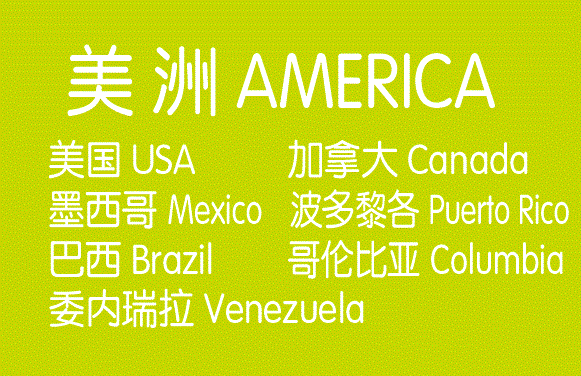 美洲 AMERICA
美国 USA 加拿大 Canada
墨西哥 Mexico 波多黎各 Puerto Rico
巴西 Brazil 哥伦比亚 Columbia
委内瑞拉 Venezuela